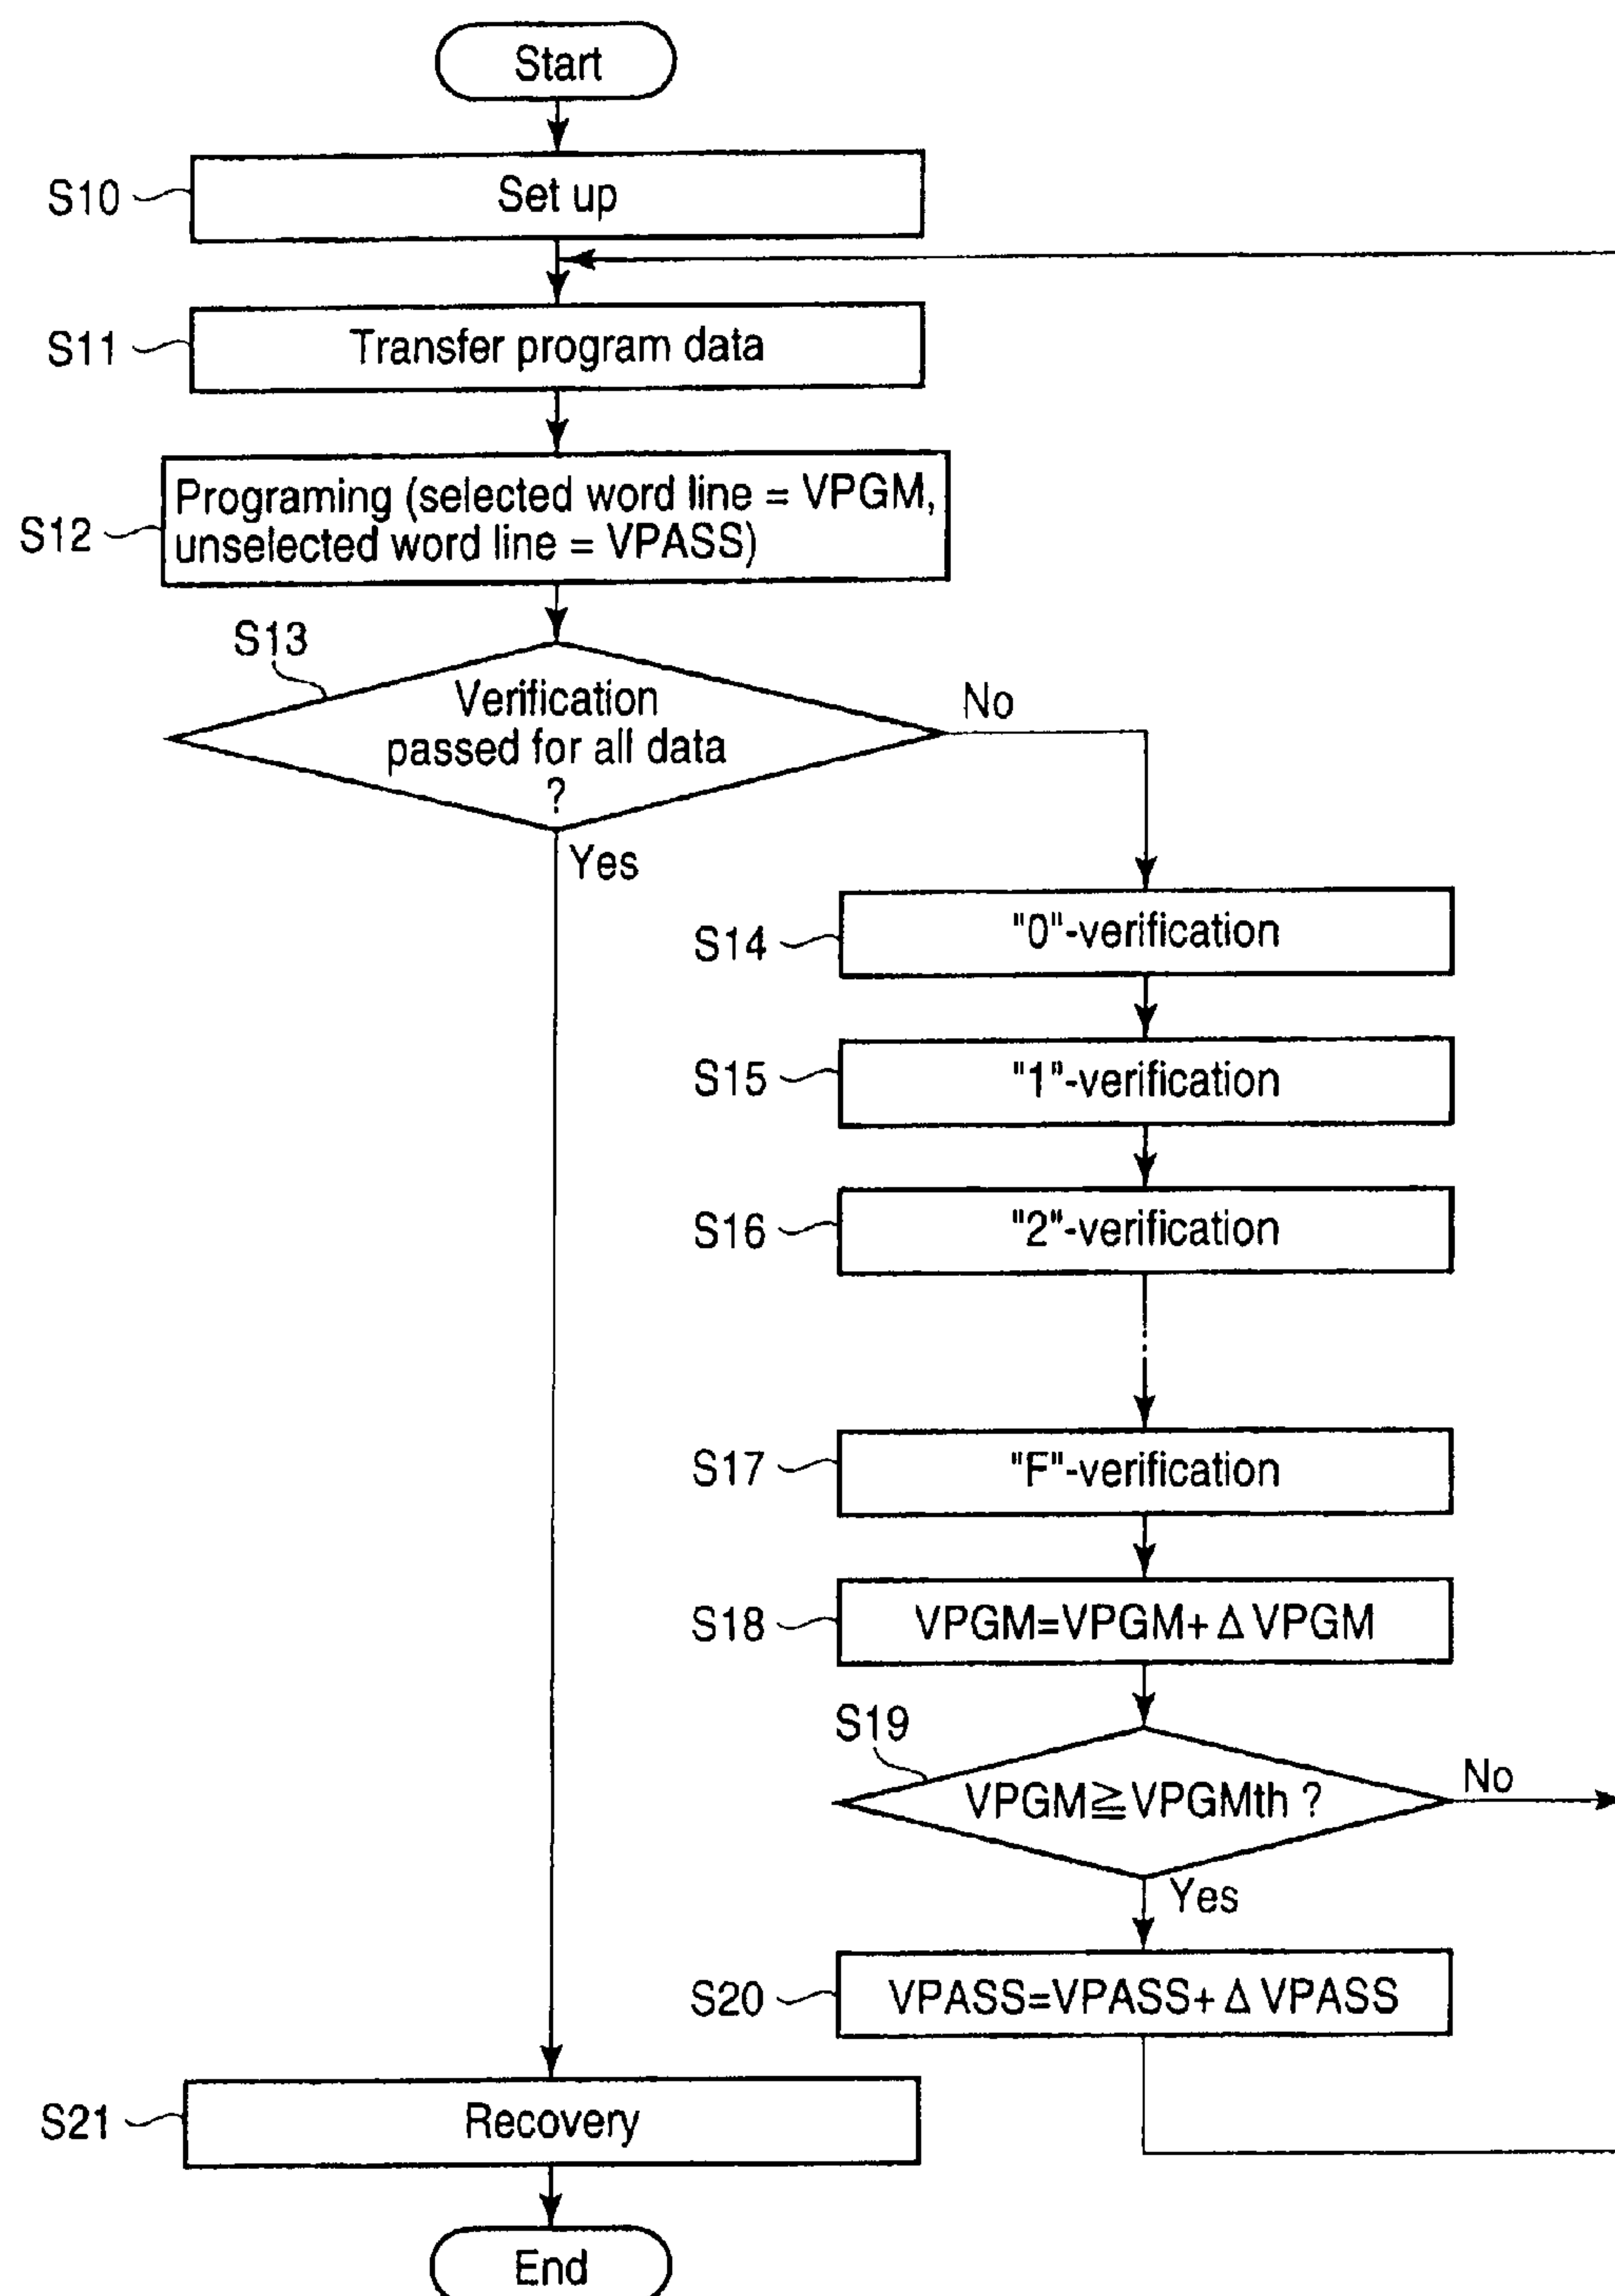 Start
S10
Set up
S11
Transfer program data
S12
Programing (selected word line = VPGM,
unselected word line = VPASS)
S13
Verification
passed for all data
?
No
Yes
S14
"0"-verification
S15
"1"-verification
S16
"2"-verification
S17
"F"-verification
S18
VPGM=VPGM+ Δ VPGM
S19
VPGM≧VPGMth ?
No
Yes
S20
VPASS=VPASS+ Δ VPASS
S21
Recovery
End